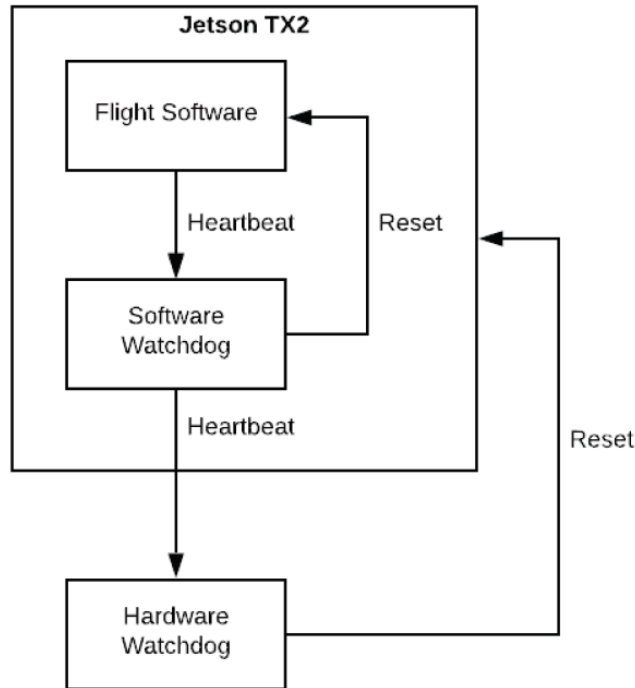 Jetson TX2
Flight Software
Heartbeat
Reset
Software
Watchdog
Heartbeat
Reset
Hardware
Watchdog